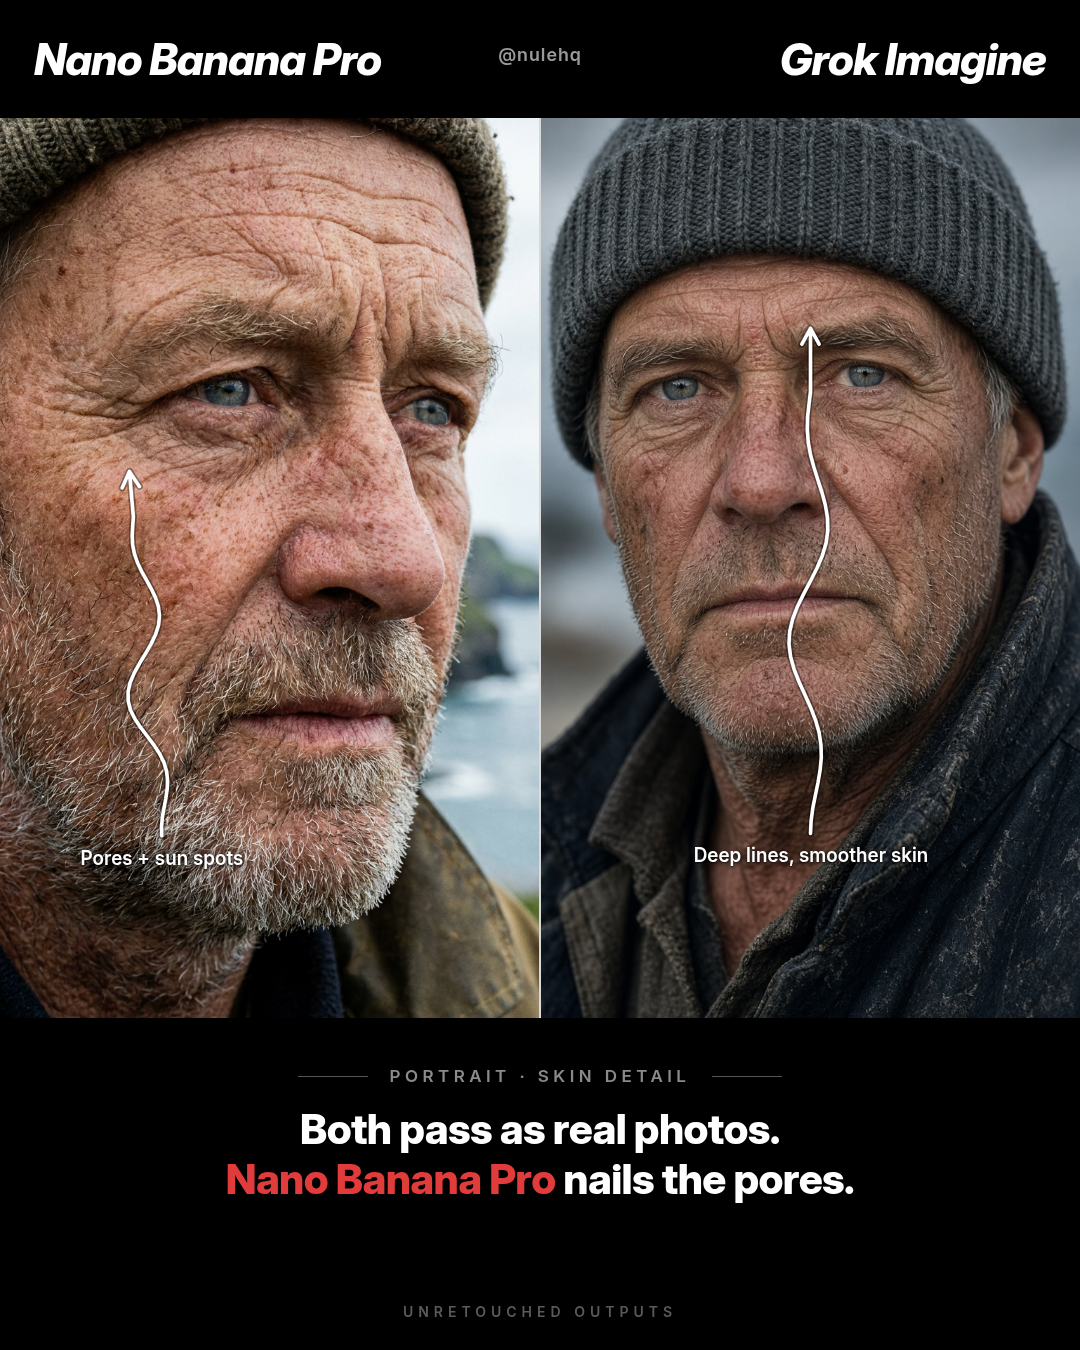 Nano Banana Pro
@nulehq
Grok Imagine
Pores + sun spots
Deep lines, smoother skin
PORTRAIT · SKIN DETAIL
Both pass as real photos.
Nano Banana Pro nails the pores.
UNRETOUCHED OUTPUTS